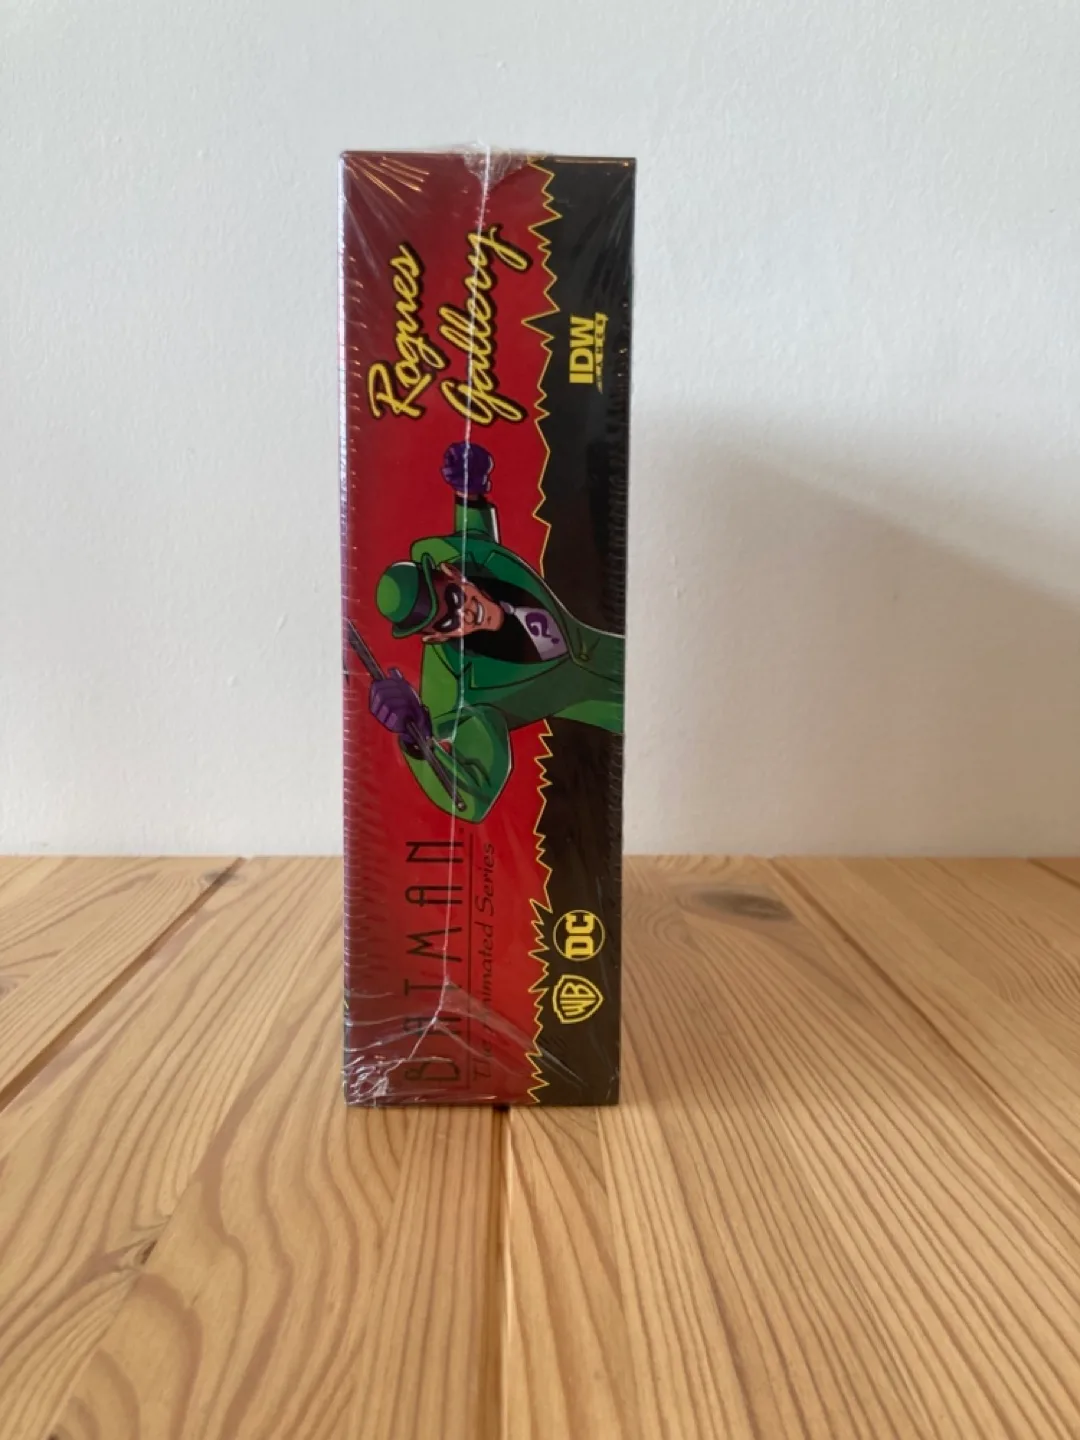 BATMAN
The Animated Series
Rogues
Gallery
WB
DC
IDW
?